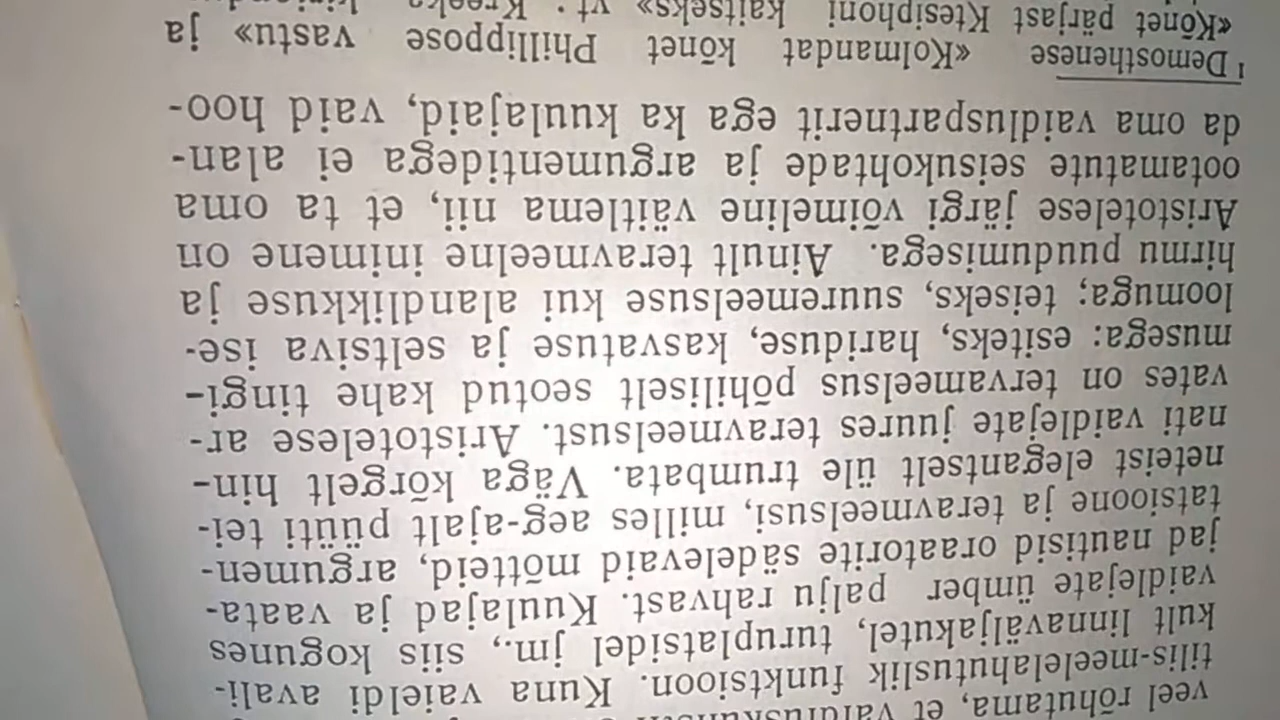 veel rõhutama, et
tilis-meelelahutuslik funktsioon. Kuna vaieldi avali-
kult linnaväljakutel, turuplatsidel jm., siis kogunes
vaidlejate ümber palju rahvast. Kuulajad ja vaata-
jad nautisid oraatorite sädelevaid mõtteid, argumen-
tatsioone ja teravmeelsusi, milles aeg-ajalt püüti tei-
neteist elegantselt üle trumbata. Väga kõrgelt hin-
nati vaidlejate juures teravmeelsust. Aristotelese ar-
vates on tervameelsus põhiliselt seotud kahe tingi-
musega: esiteks, hariduse, kasvatuse ja seltsiva ise-
loomuga; teiseks, suuremeelsuse kui alandlikkuse ja
hirmu puudumisega. Ainult teravmeelne inimene on
Aristotelese järgi võimeline väitlema nii, et ta oma
ootamatute seisukohtade ja argumentidega ei alan-
da oma vaidluspartnerit ega ka kuulajaid, vaid hoo-
¹ Demosthenese «Kolmandat kõnet Phillippose vastu» ja
«Kõnet pärjast Ktesiphoni kaitseks» vt.: Kreeka